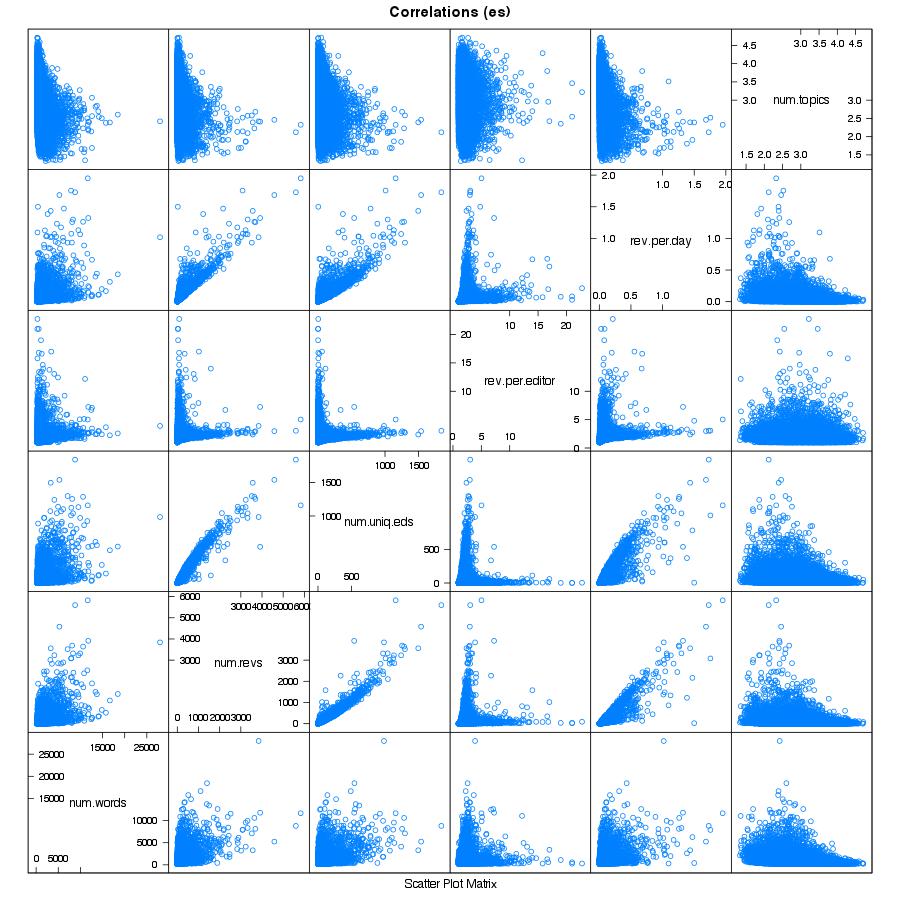 Correlations (es)
3.0 3.5 4.0 4.5
4.5
4.0
3.5
3.0
num.topics
3.0
2.5
2.0
1.5
1.5 2.0 2.5 3.0
2.0
1.0 1.5 2.0
1.5
1.0
rev.per.day
1.0
0.5
0.0
0.0 0.5 1.0
10 15 20
20
15
10
rev.per.editor
10
5
0
0 5 10
1000 1500
1500
1000
num.uniq.eds
500
0
0 500
6000
3000 4000 5000 6000
5000
4000
3000
num.revs
3000
2000
1000
0
0 1000 2000 3000
15000 25000
25000
20000
15000
num.words
10000
5000
0
0 5000
Scatter Plot Matrix